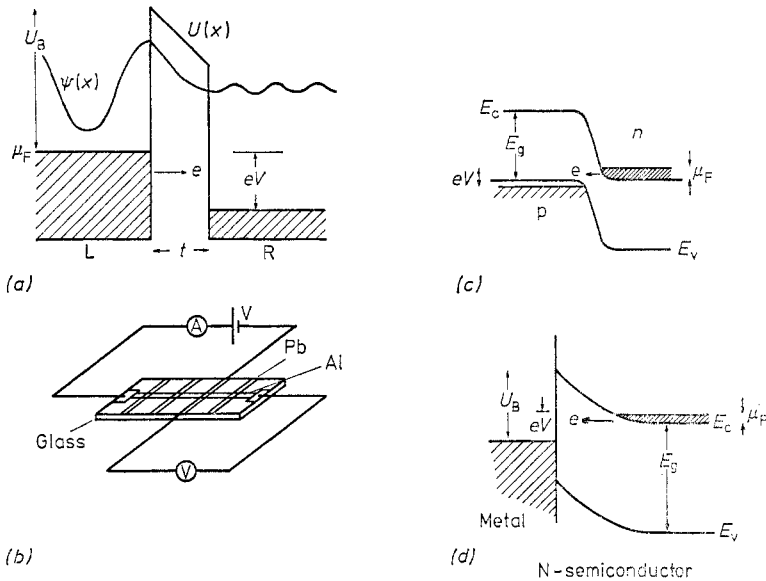 U_B
U(x)
ψ(x)
μ_F
e
eV
L
t
R
(a)
A
V
Pb
Al
Glass
V
(b)
E_c
n
E_g
e
eV
μ_F
p
E_v
(c)
U_B
eV
e
E_c
μ_F
E_g
Metal
E_v
(d)
N-semiconductor